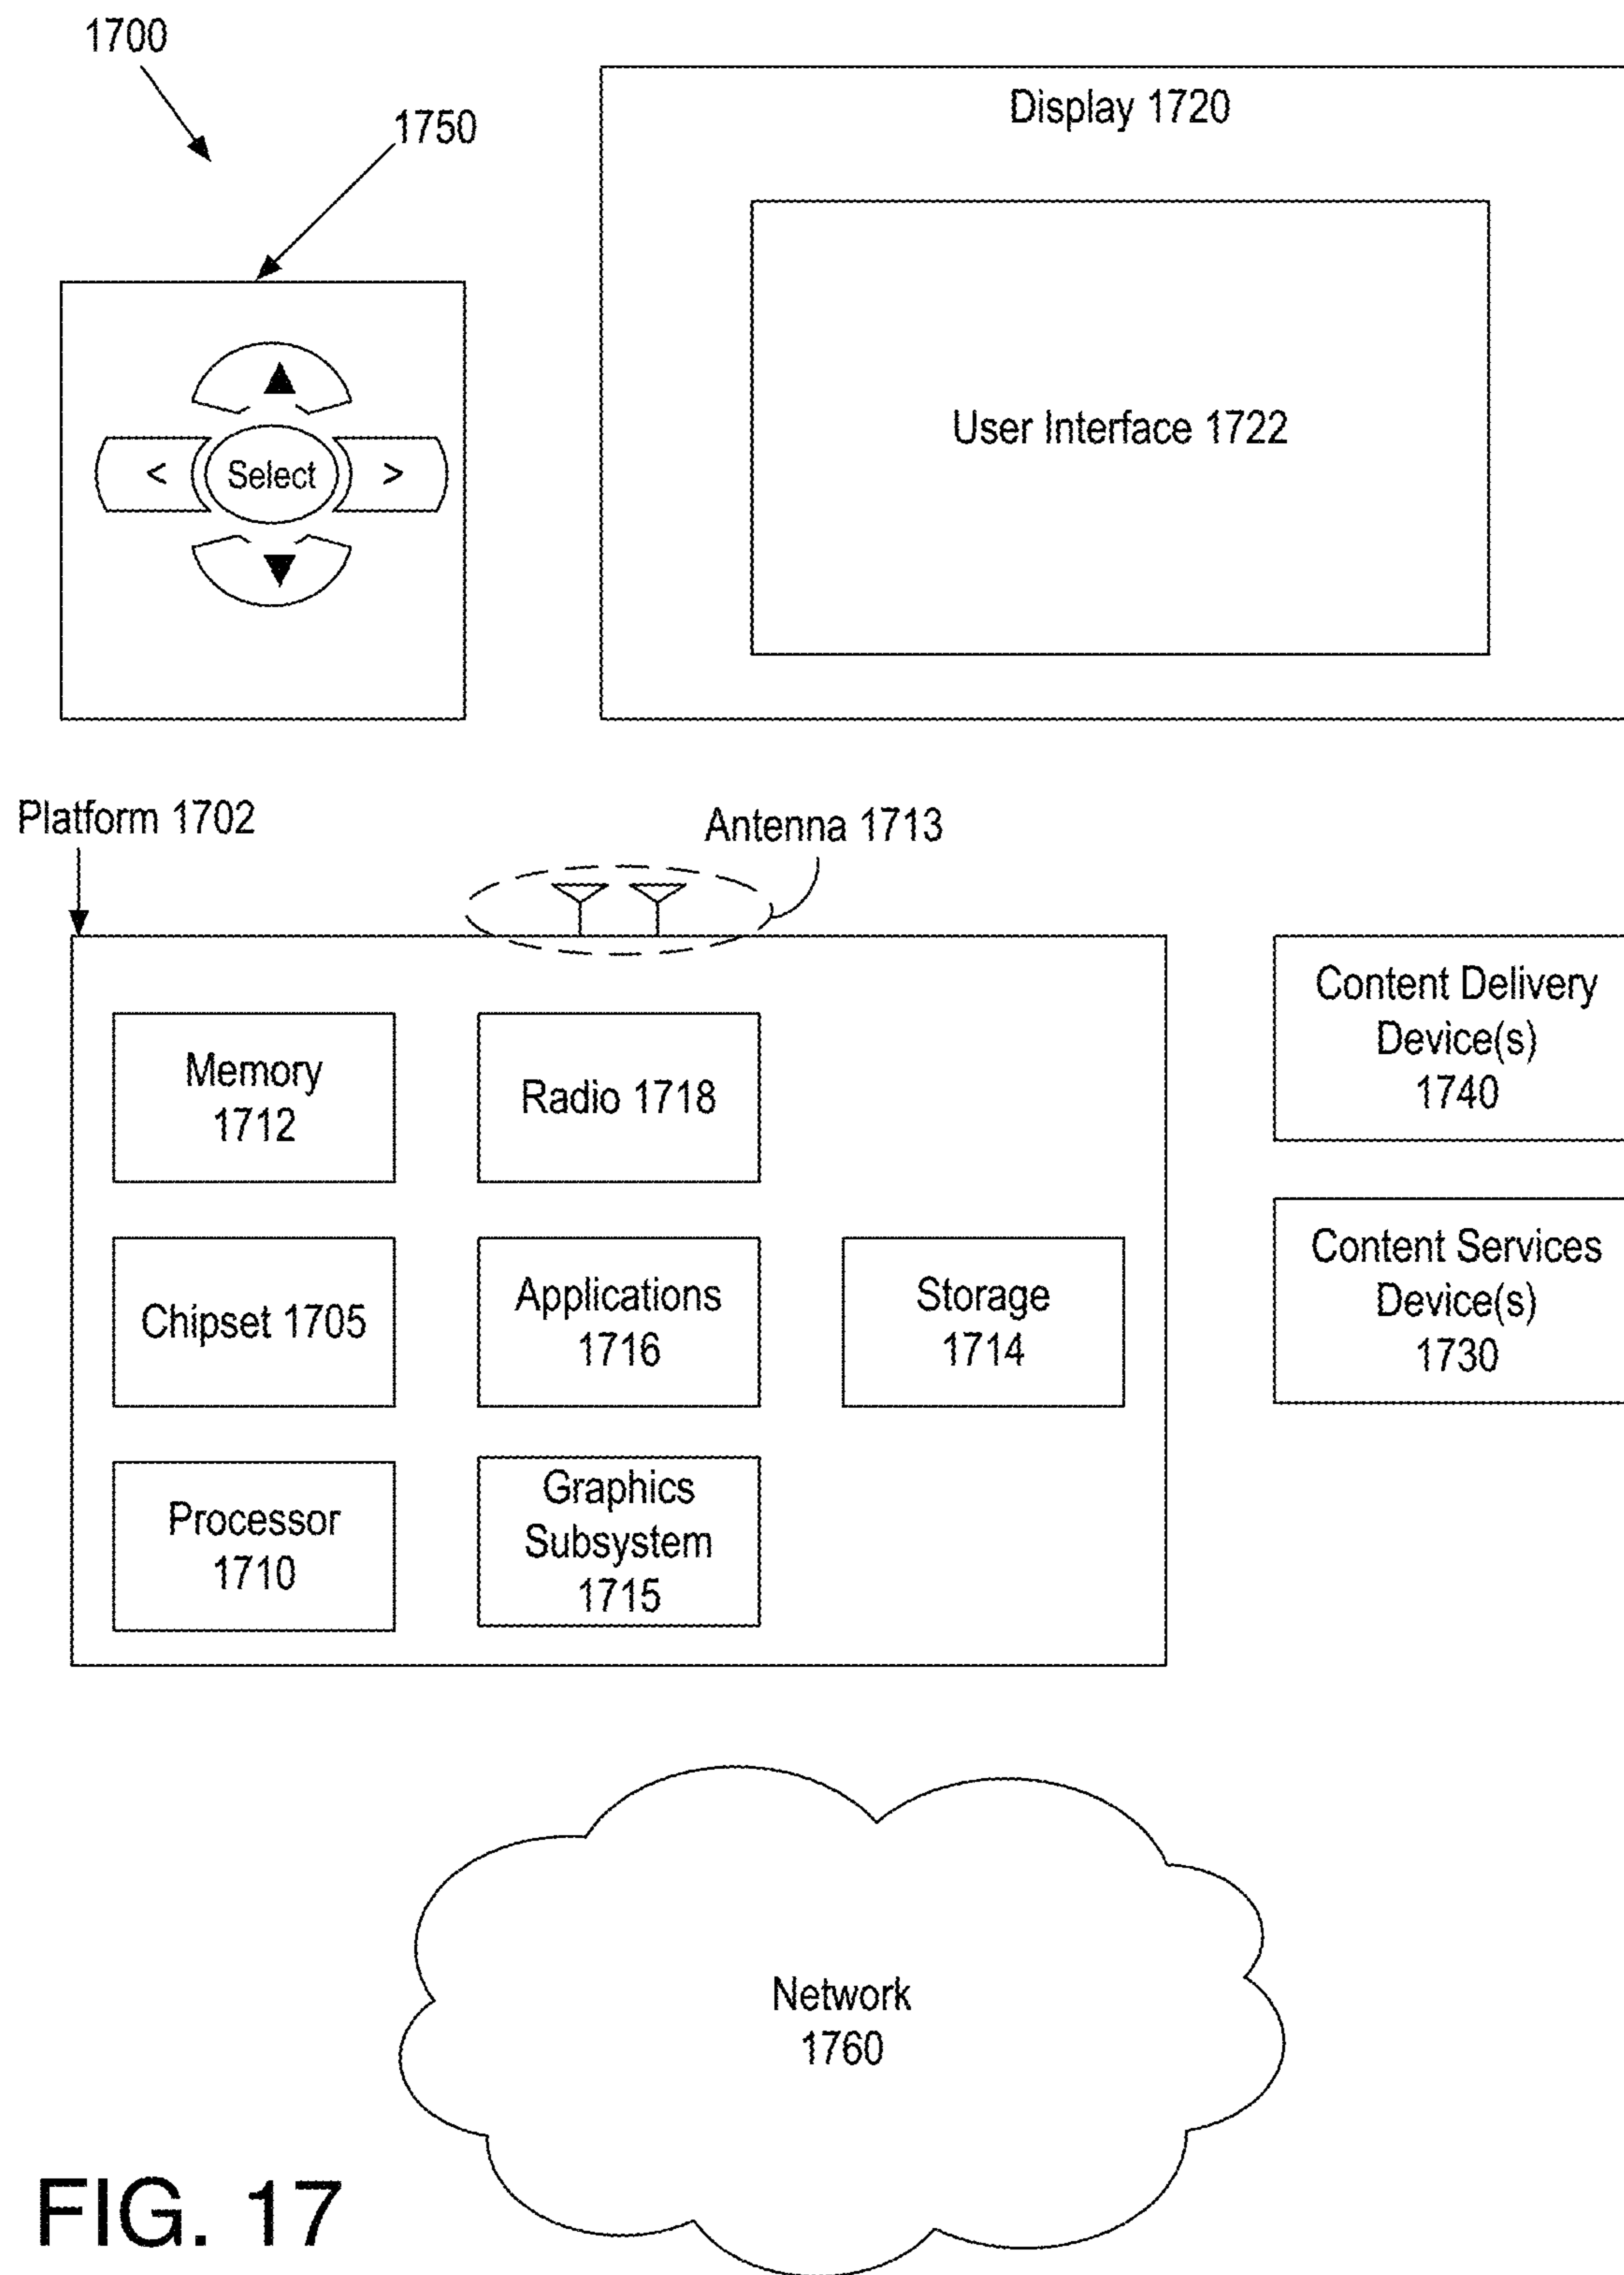 1700
1750
Display 1720
User Interface 1722
<
Select
>
Platform 1702
Antenna 1713
Memory
1712
Radio 1718
Content Delivery
Device(s)
1740
Chipset 1705
Applications
1716
Storage
1714
Content Services
Device(s)
1730
Processor
1710
Graphics
Subsystem
1715
Network
1760
FIG. 17